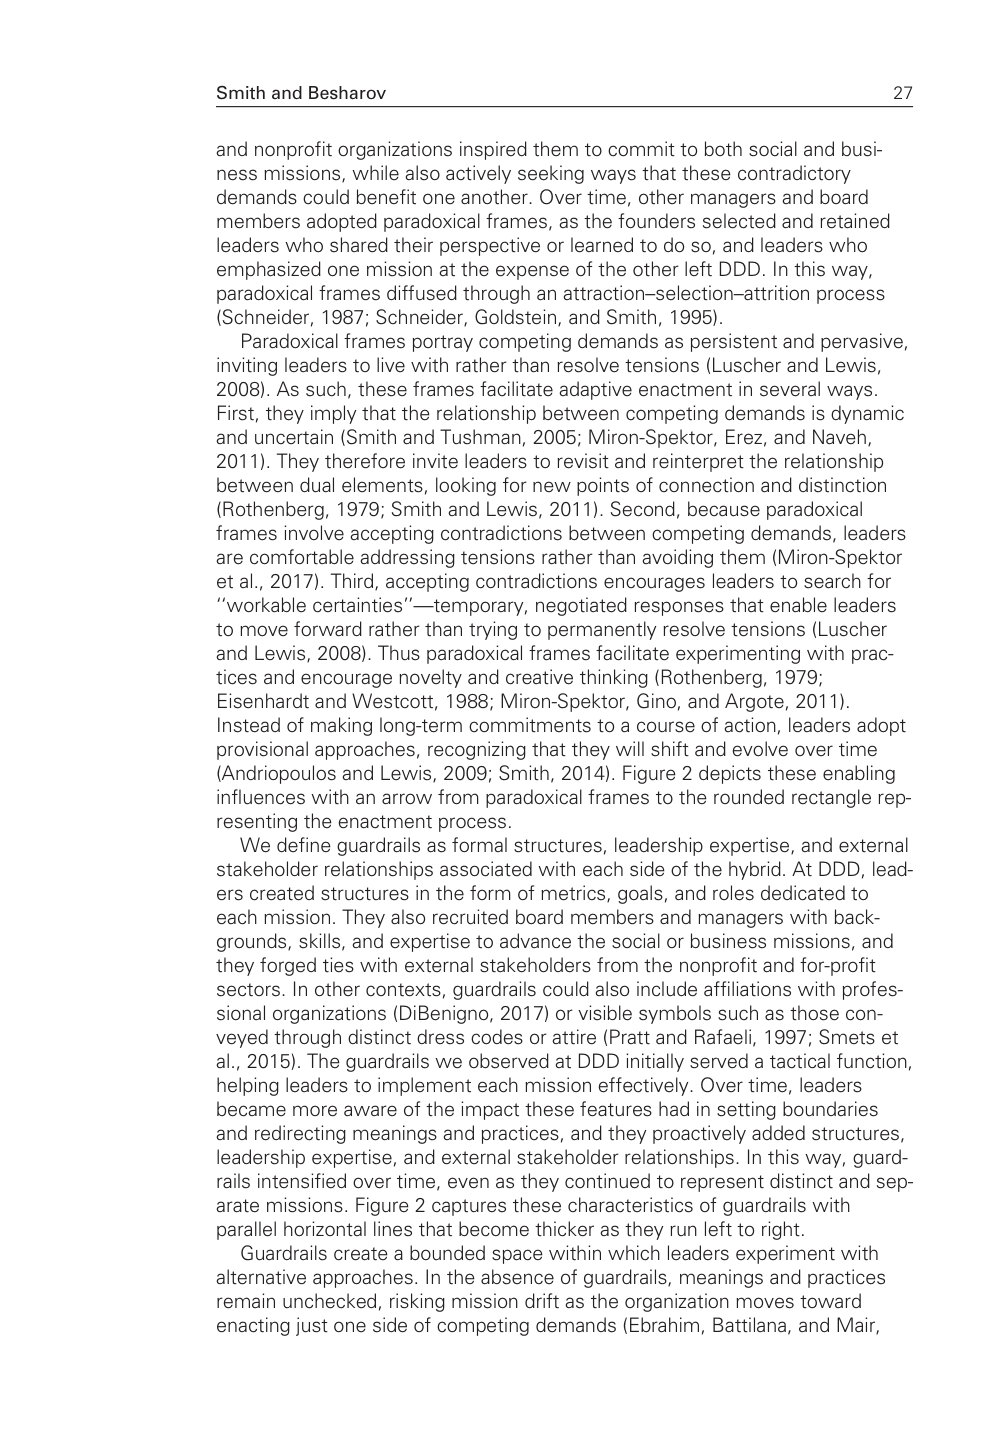 Smith and Besharov 27
and nonprofit organizations inspired them to commit to both social and busi-
ness missions, while also actively seeking ways that these contradictory
demands could benefit one another. Over time, other managers and board
members adopted paradoxical frames, as the founders selected and retained
leaders who shared their perspective or learned to do so, and leaders who
emphasized one mission at the expense of the other left DDD. In this way,
paradoxical frames diffused through an attraction–selection–attrition process
(Schneider, 1987; Schneider, Goldstein, and Smith, 1995).
Paradoxical frames portray competing demands as persistent and pervasive,
inviting leaders to live with rather than resolve tensions (Luscher and Lewis,
2008). As such, these frames facilitate adaptive enactment in several ways.
First, they imply that the relationship between competing demands is dynamic
and uncertain (Smith and Tushman, 2005; Miron-Spektor, Erez, and Naveh,
2011). They therefore invite leaders to revisit and reinterpret the relationship
between dual elements, looking for new points of connection and distinction
(Rothenberg, 1979; Smith and Lewis, 2011). Second, because paradoxical
frames involve accepting contradictions between competing demands, leaders
are comfortable addressing tensions rather than avoiding them (Miron-Spektor
et al., 2017). Third, accepting contradictions encourages leaders to search for
‘‘workable certainties’’—temporary, negotiated responses that enable leaders
to move forward rather than trying to permanently resolve tensions (Luscher
and Lewis, 2008). Thus paradoxical frames facilitate experimenting with prac-
tices and encourage novelty and creative thinking (Rothenberg, 1979;
Eisenhardt and Westcott, 1988; Miron-Spektor, Gino, and Argote, 2011).
Instead of making long-term commitments to a course of action, leaders adopt
provisional approaches, recognizing that they will shift and evolve over time
(Andriopoulos and Lewis, 2009; Smith, 2014). Figure 2 depicts these enabling
influences with an arrow from paradoxical frames to the rounded rectangle rep-
resenting the enactment process.
We define guardrails as formal structures, leadership expertise, and external
stakeholder relationships associated with each side of the hybrid. At DDD, lead-
ers created structures in the form of metrics, goals, and roles dedicated to
each mission. They also recruited board members and managers with back-
grounds, skills, and expertise to advance the social or business missions, and
they forged ties with external stakeholders from the nonprofit and for-profit
sectors. In other contexts, guardrails could also include affiliations with profes-
sional organizations (DiBenigno, 2017) or visible symbols such as those con-
veyed through distinct dress codes or attire (Pratt and Rafaeli, 1997; Smets et
al., 2015). The guardrails we observed at DDD initially served a tactical function,
helping leaders to implement each mission effectively. Over time, leaders
became more aware of the impact these features had in setting boundaries
and redirecting meanings and practices, and they proactively added structures,
leadership expertise, and external stakeholder relationships. In this way, guard-
rails intensified over time, even as they continued to represent distinct and sep-
arate missions. Figure 2 captures these characteristics of guardrails with
parallel horizontal lines that become thicker as they run left to right.
Guardrails create a bounded space within which leaders experiment with
alternative approaches. In the absence of guardrails, meanings and practices
remain unchecked, risking mission drift as the organization moves toward
enacting just one side of competing demands (Ebrahim, Battilana, and Mair,